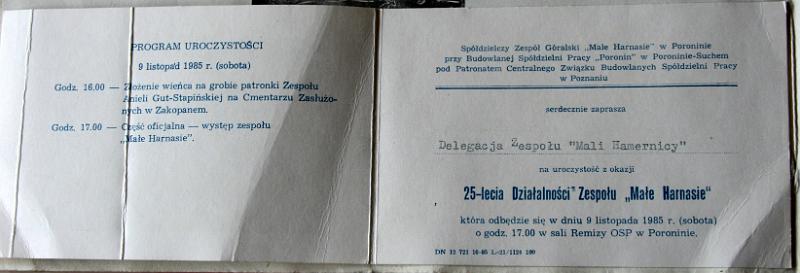 PROGRAM UROCZYSTOŚCI
9 listopad 1985 r. (sobota)
Godz. 16.00 — Złożenie wieńca na grobie patronki Zespołu
Anieli Gut-Stapińskiej na Cmentarzu Zasłużo-
nych w Zakopanem.
Godz. 17.00 — Część oficjalna — występ zespołu
„Małe Harnasie".
Spółdzielczy Zespół Góralski „Małe Harnasie" w Poroninie
przy Budowlanej Spółdzielni Pracy „Poronin" w Poroninie-Suchem
pod Patronatem Centralnego Związku Budowlanych Spółdzielni Pracy
w Poznaniu
serdecznie zaprasza
Delegacja Zespołu "Mali Hamernicy"
na uroczystość z okazji
25-lecia Działalności Zespołu „Małe Harnasie"
która odbędzie się w dniu 9 listopada 1985 r. (sobota)
o godz. 17.00 w sali Remizy OSP w Poroninie.
DN 12 721 10-85 L-21/1124 100